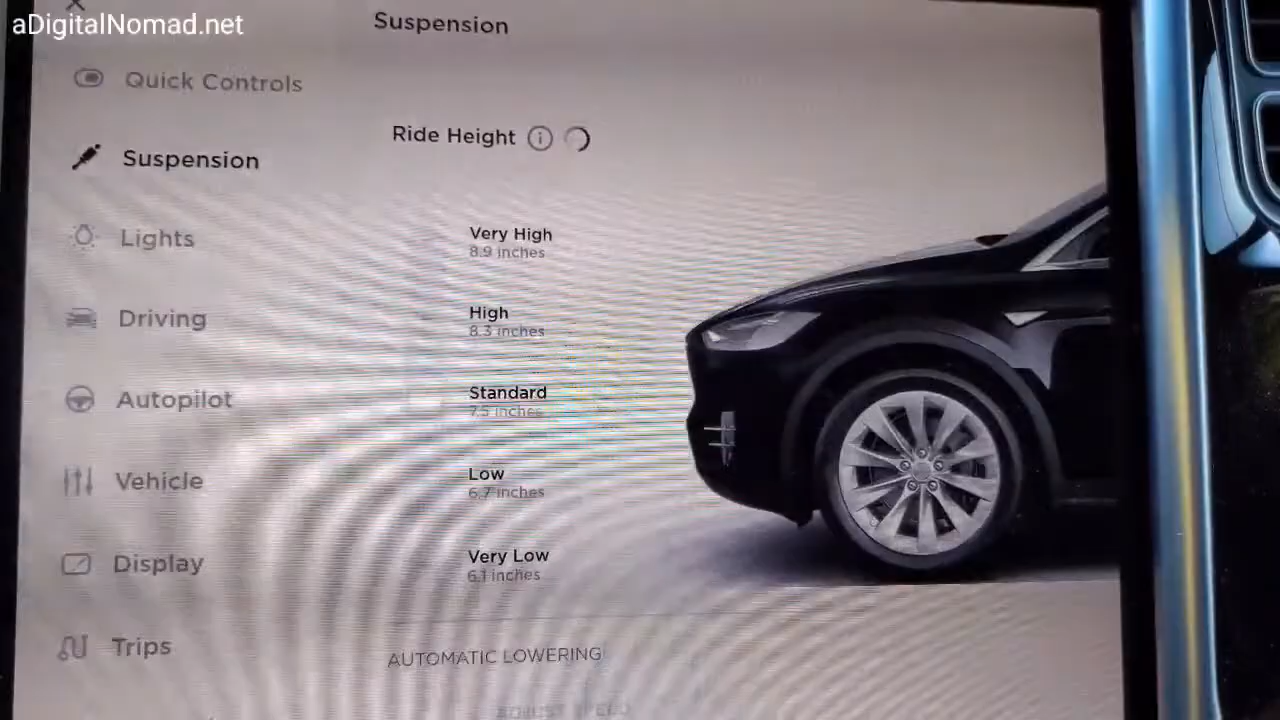 aDigitalNomad.net
Suspension
Quick Controls
Suspension
Lights
Driving
Autopilot
Vehicle
Display
Trips
Ride Height
Very High
8.9 inches
High
8.3 inches
Standard
7.5 inches
Low
6.7 inches
Very Low
6.1 inches
AUTOMATIC LOWERING